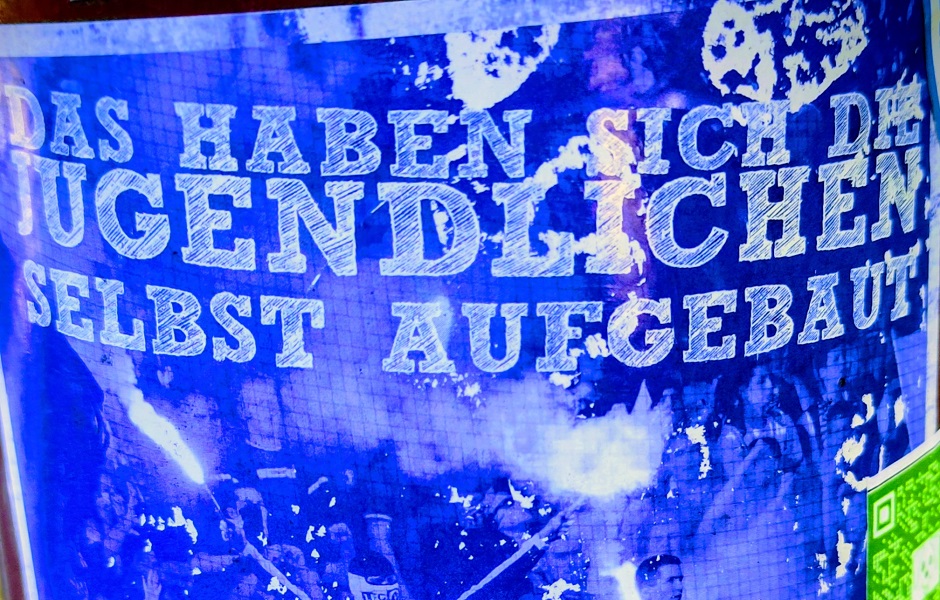 DAS HABEN SICH DIE
JUGENDLICHEN
SELBST AUFGEBAUT